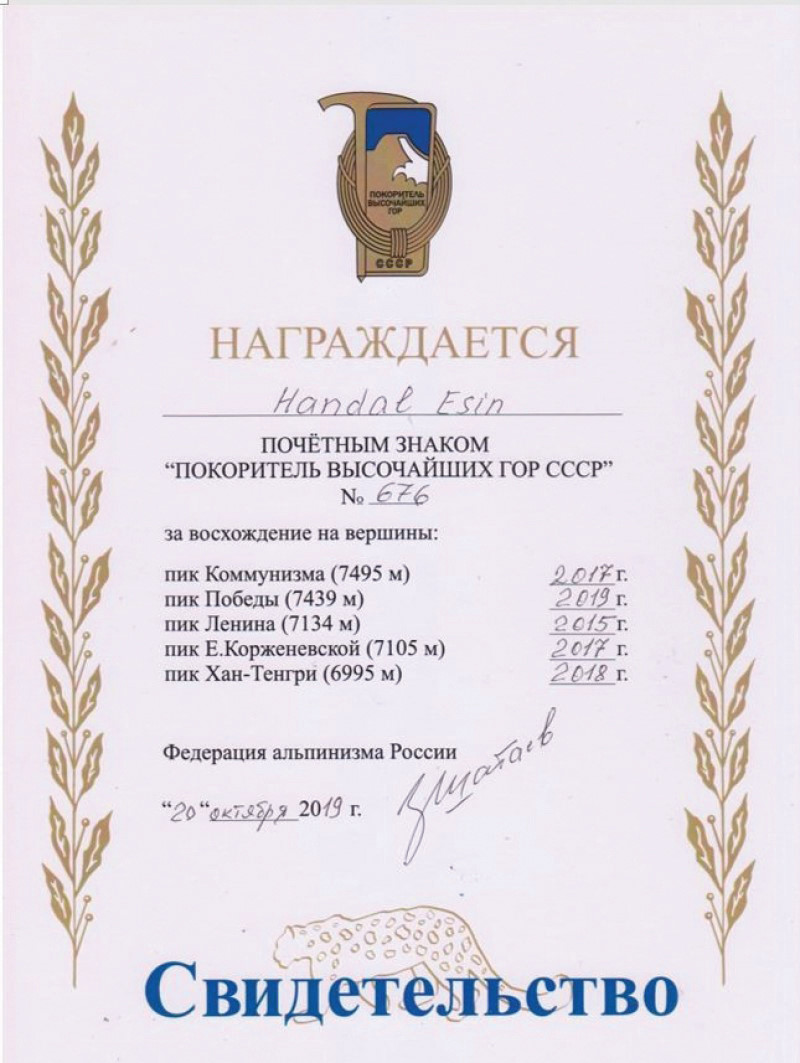 ПОКОРИТЕЛЬ
ВЫСОЧАЙШИХ
ГОР
СССР
НАГРАЖДАЕТСЯ
Handal Esin
ПОЧЁТНЫМ ЗНАКОМ
“ПОКОРИТЕЛЬ ВЫСОЧАЙШИХ ГОР СССР”
№ 676
за восхождение на вершины:
пик Коммунизма (7495 м) 2017 г.
пик Победы (7439 м) 2019 г.
пик Ленина (7134 м) 2015 г.
пик Е.Корженевской (7105 м) 2017 г.
пик Хан-Тенгри (6995 м) 2018 г.
Федерация альпинизма России
“20“ октября 2019 г.
Свидетельство